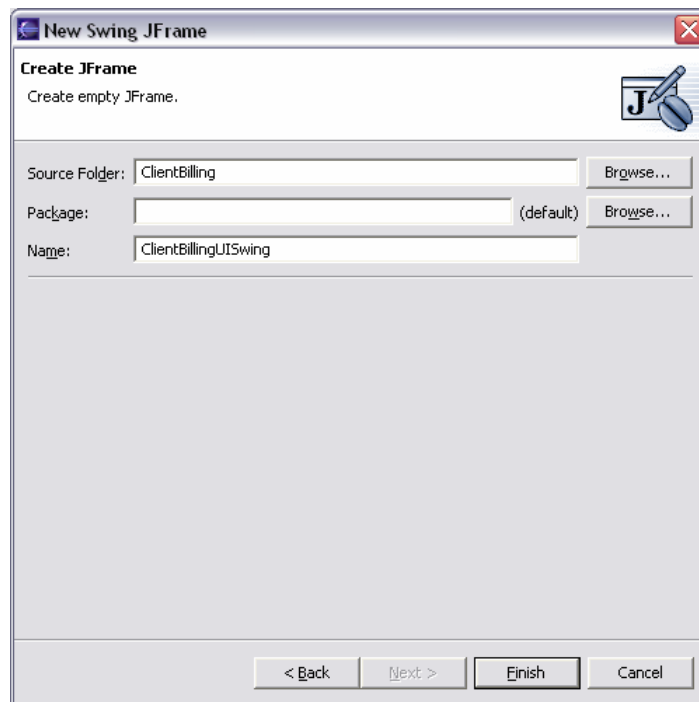 New Swing JFrame
Create JFrame
Create empty JFrame.
J
Source Folder: ClientBilling Browse...
Package: (default) Browse...
Name: ClientBillingUISwing
< Back Next > Finish Cancel